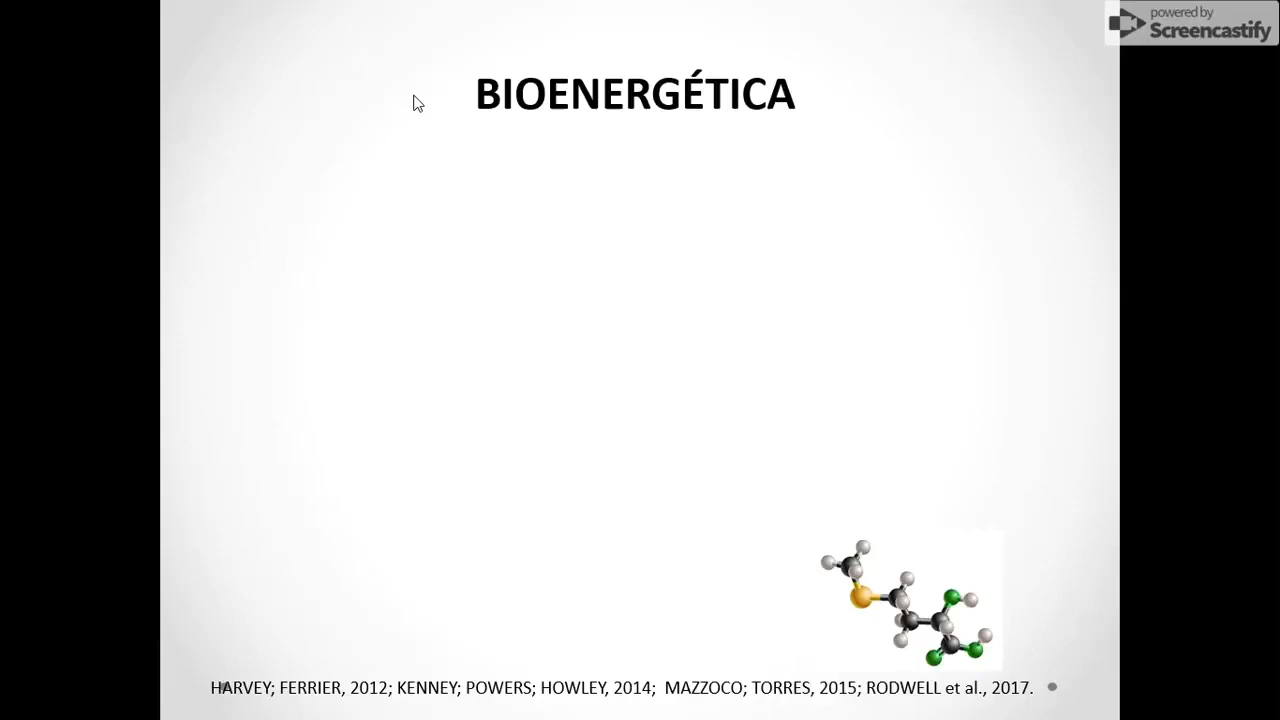 powered by
Screencastify
BIOENERGÉTICA
HARVEY; FERRIER, 2012; KENNEY; POWERS; HOWLEY, 2014; MAZZOCO; TORRES, 2015; RODWELL et al., 2017.